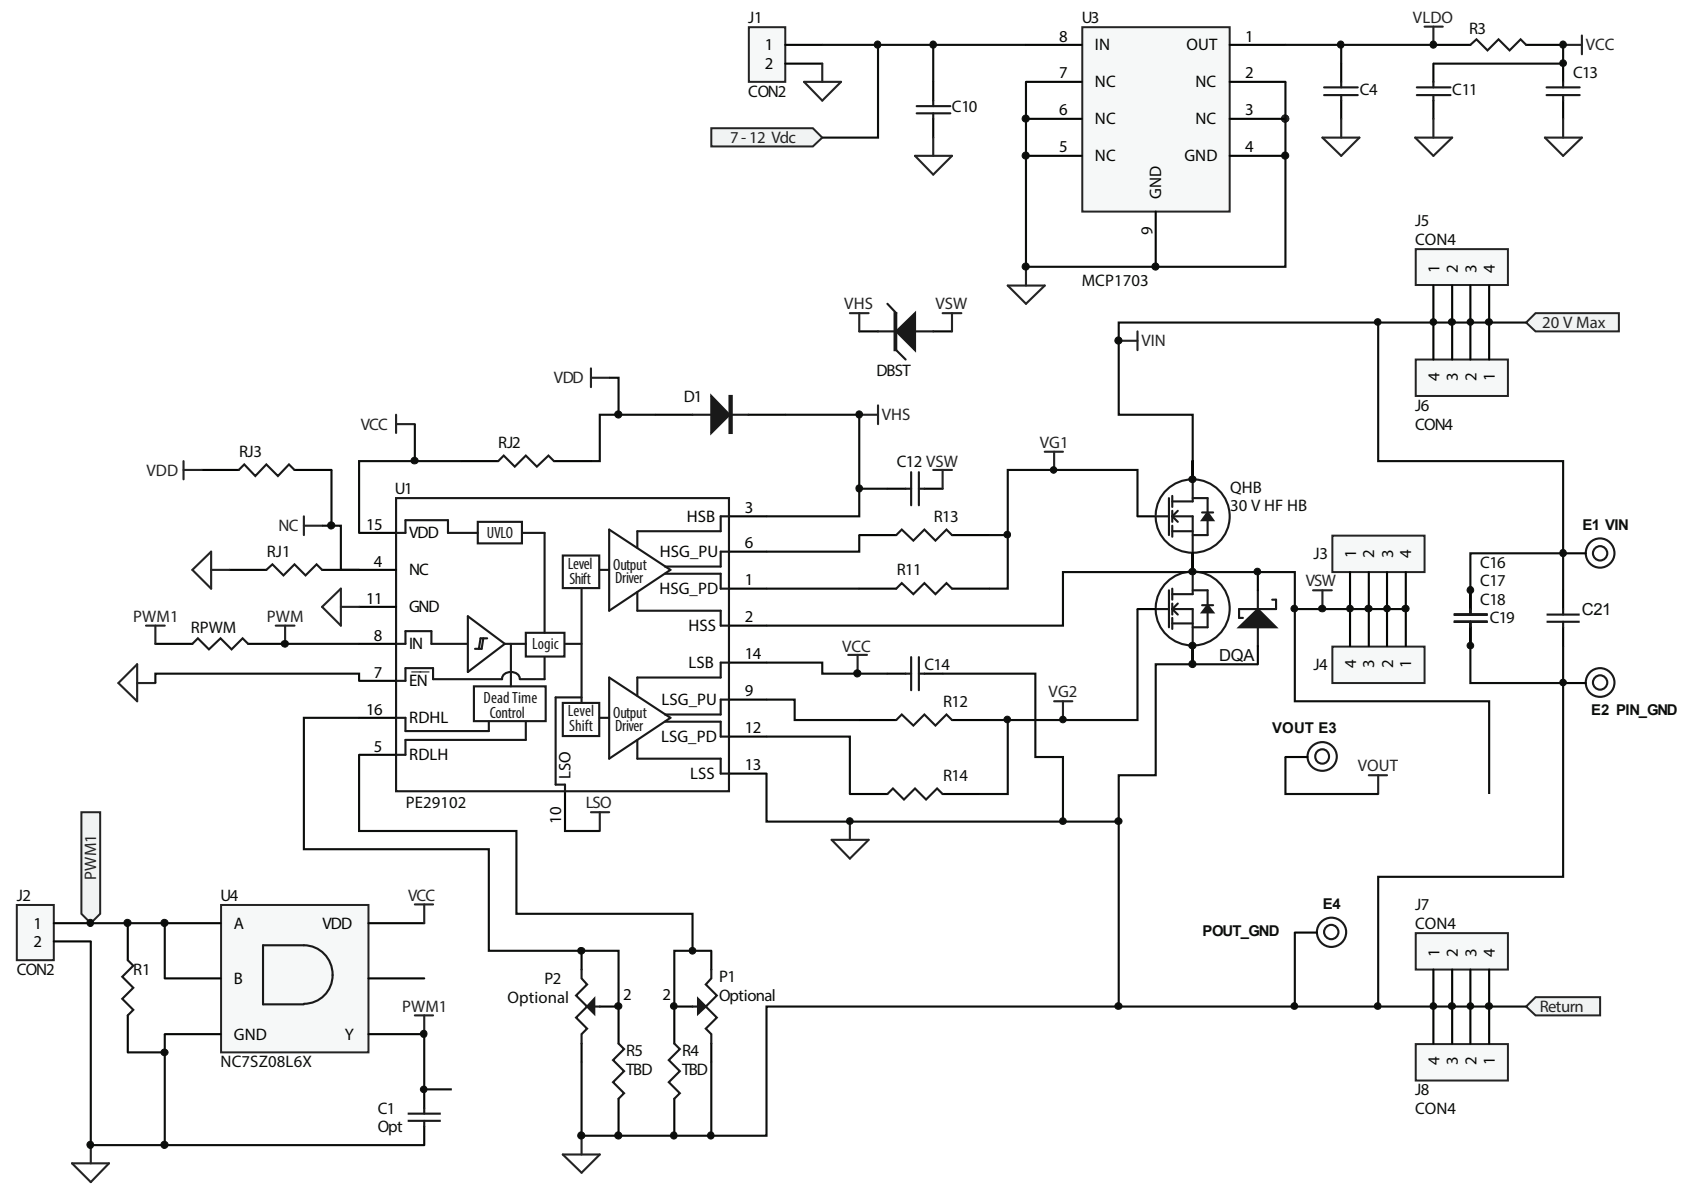 J1
1
2
CON2
7 - 12 Vdc
C10
U3
8 IN OUT 1
7 NC NC 2
6 NC NC 3
5 NC GND 4
GND
9
MCP1703
VLDO
R3
VCC
C4
C11
C13
J5
CON4
1 2 3 4
20 V Max
4 3 2 1
J6
CON4
VIN
VHS
VSW
DBST
VDD
D1
VHS
VCC
RJ2
VDD
RJ3
NC
RJ1
C12 VSW
VG1
U1
15 VDD
UVLO
4 NC
11 GND
PWM1
RPWM
PWM
8 IN
7 EN
16 RDHL
5 RDLH
Logic
Dead Time
Control
Level
Shift
Output
Driver
Level
Shift
Output
Driver
HSB 3
HSG_PU 6
HSG_PD 1
HSS 2
LSB 14
LSG_PU 9
LSG_PD 12
LSS 13
LSO
10
LSO
PE29102
R13
R11
VCC
C14
R12
VG2
R14
QHB
30 V HF HB
DQA
J3
1 2 3 4
VSW
J4
4 3 2 1
C16
C17
C18
C19
C21
E1 VIN
E2 PIN_GND
VOUT E3
VOUT
PWM1
J2
1
2
CON2
R1
U4
A VDD
B
GND Y
NC7SZ08L6X
VCC
PWM1
C1
Opt
P2
Optional
2
R5
TBD
2
P1
Optional
R4
TBD
E4
POUT_GND
J7
CON4
1 2 3 4
Return
4 3 2 1
J8
CON4